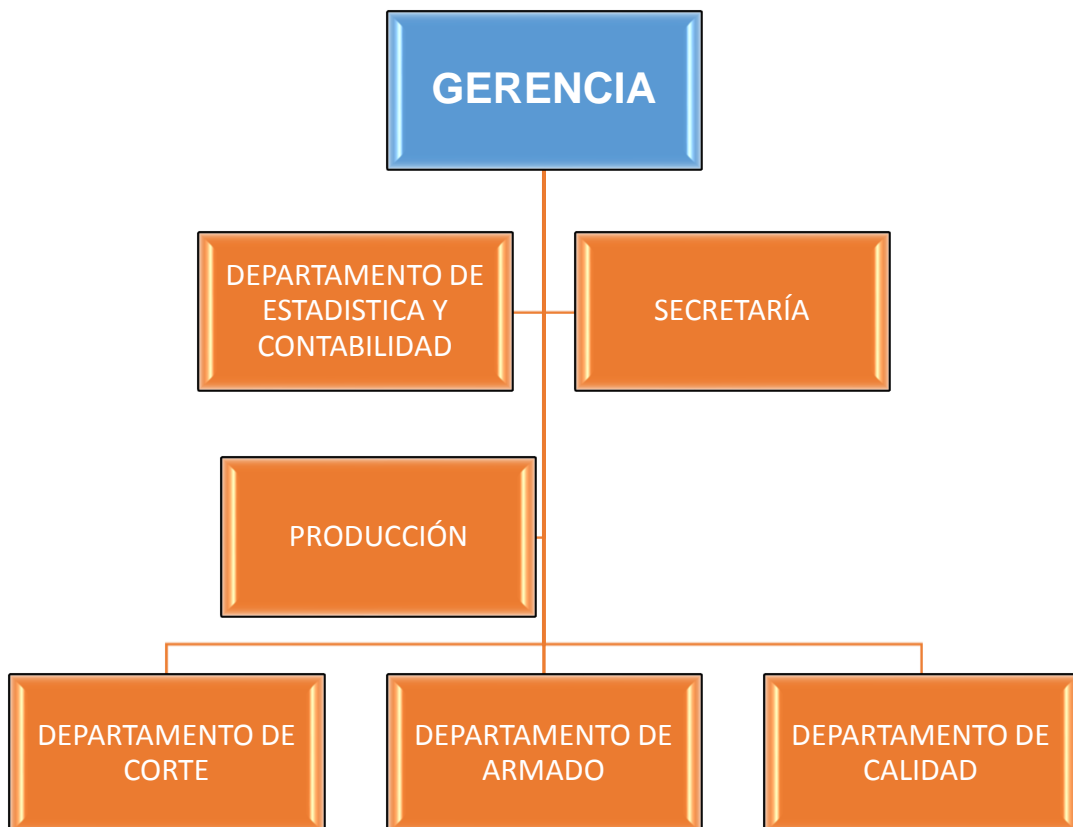 GERENCIA
DEPARTAMENTO DE
ESTADISTICA Y
CONTABILIDAD
SECRETARÍA
PRODUCCIÓN
DEPARTAMENTO DE
CORTE
DEPARTAMENTO DE
ARMADO
DEPARTAMENTO DE
CALIDAD